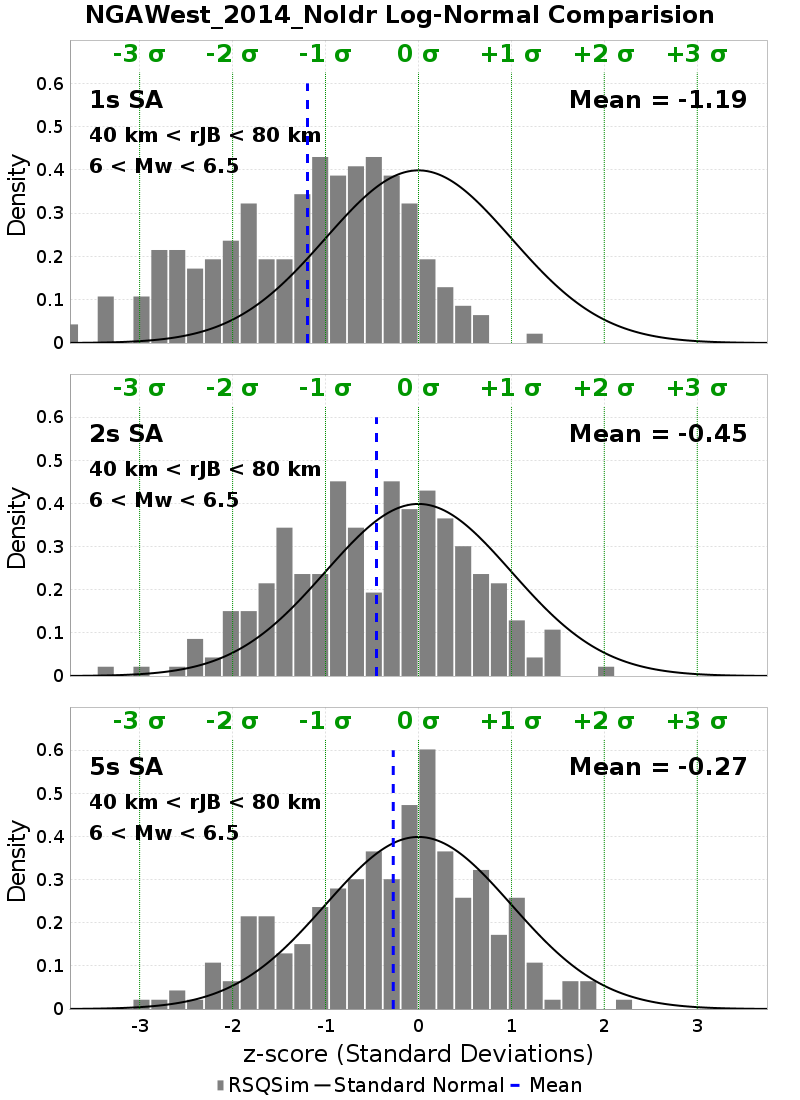 NGAWest_2014_NoIdr Log-Normal Comparision
-3 σ -2 σ -1 σ 0 σ +1 σ +2 σ +3 σ
1s SA
Mean = -1.19
40 km < rJB < 80 km
6 < Mw < 6.5
0.6
0.5
0.4
0.3
0.2
0.1
0
Density
-3 σ -2 σ -1 σ 0 σ +1 σ +2 σ +3 σ
2s SA
Mean = -0.45
40 km < rJB < 80 km
6 < Mw < 6.5
0.6
0.5
0.4
0.3
0.2
0.1
0
Density
-3 σ -2 σ -1 σ 0 σ +1 σ +2 σ +3 σ
5s SA
Mean = -0.27
40 km < rJB < 80 km
6 < Mw < 6.5
0.6
0.5
0.4
0.3
0.2
0.1
0
Density
-3 -2 -1 0 1 2 3
z-score (Standard Deviations)
RSQSim Standard Normal Mean